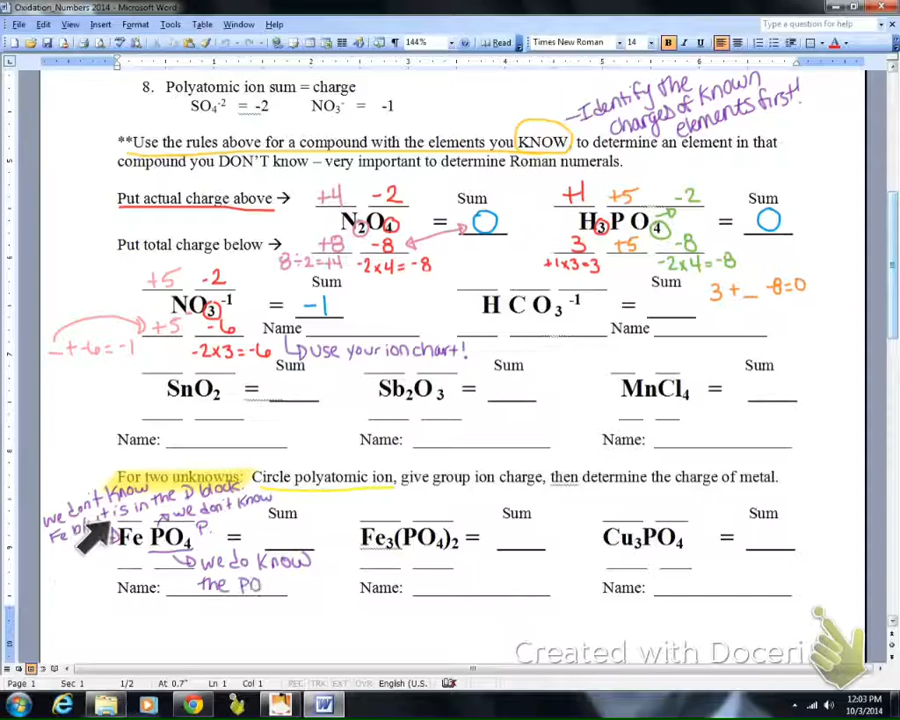 Oxidation_Numbers 2014 - Microsoft Word
File Edit View Insert Format Tools Table Window Help
Type a question for help
144% Read Times New Roman 14 B I U
8. Polyatomic ion sum = charge
SO4-2 = -2 NO3- = -1
-Identify the
charges of known
elements first!
**Use the rules above for a compound with the elements you KNOW to determine an element in that
compound you DON'T know – very important to determine Roman numerals.
+4 -2 +1 +5 -2
Put actual charge above → Sum Sum
N2O4 = 0 H3PO4 = 0
Put total charge below → +8 -8 3 +5 -8
8÷2=+4 -2x4=-8 +1x3=3 -2x4=-8
+5 -2 Sum Sum
3 + _ -8=0
NO3-1 = -1 H C O3-1 =
+5 -6 Name Name
_+-6=-1 -2x3=-6 use your ion chart!
Sum Sum Sum
SnO2 = Sb2O3 = MnCl4 =
Name: Name: Name:
For two unknowns: Circle polyatomic ion, give group ion charge, then determine the charge of metal.
we don't know
Fe b/c it is in the D block.
we don't know
P.
Sum Sum
Fe PO4 = Fe3(PO4)2 = Cu3PO4 =
we do know
the PO
Name: Name: Name:
Created with Doceri
Page 1 Sec 1 1/2 At 0.7" Ln 1 Col 1 REC TRK EXT OVR English (U.S.
12:03 PM
10/3/2014